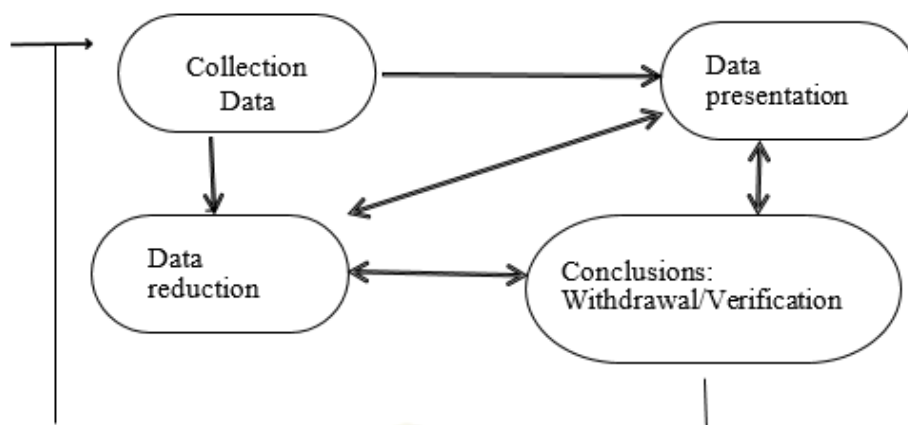 Collection
Data
Data
presentation
Data
reduction
Conclusions:
Withdrawal/Verification